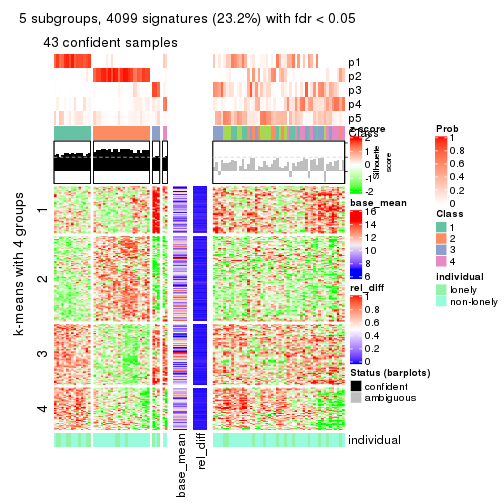 5 subgroups, 4099 signatures (23.2%) with fdr < 0.05
43 confident samples
p1
p2
p3
p4
p5
Class
z-score
2
1
0
-1
-2
Silhouette
score
k-means with 4 groups
1
2
3
4
base_mean
16
14
12
10
8
6
rel_diff
1
0.8
0.6
0.4
0.2
0
Status (barplots)
confident
ambiguous
Prob
1
0.8
0.6
0.4
0.2
0
Class
1
2
3
4
individual
lonely
non-lonely
individual
base_mean
rel_diff